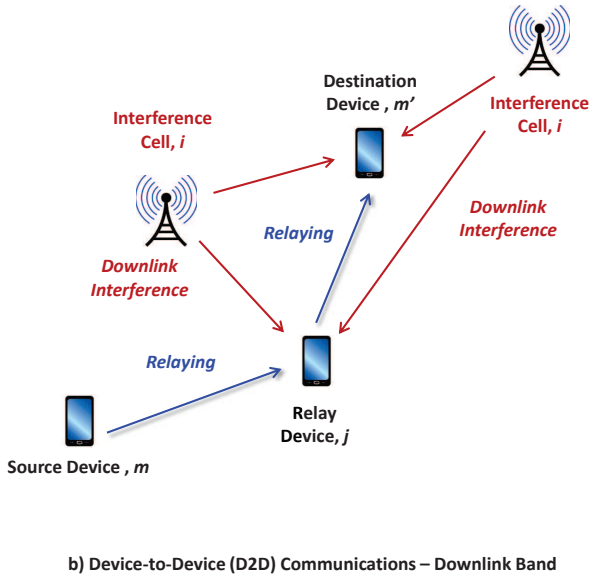 Destination
Device , m’
Interference
Cell, i
Interference
Cell, i
Relaying
Downlink
Interference
Downlink
Interference
Relaying
Relay
Device, j
Source Device , m
b) Device-to-Device (D2D) Communications – Downlink Band